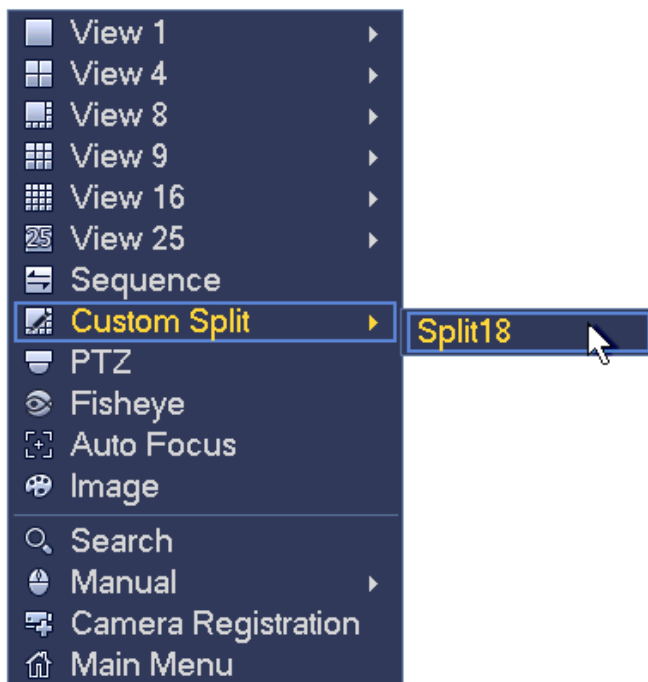 View 1
View 4
View 8
View 9
View 16
25 View 25
Sequence
Custom Split
Split18
PTZ
Fisheye
Auto Focus
Image
Search
Manual
Camera Registration
Main Menu